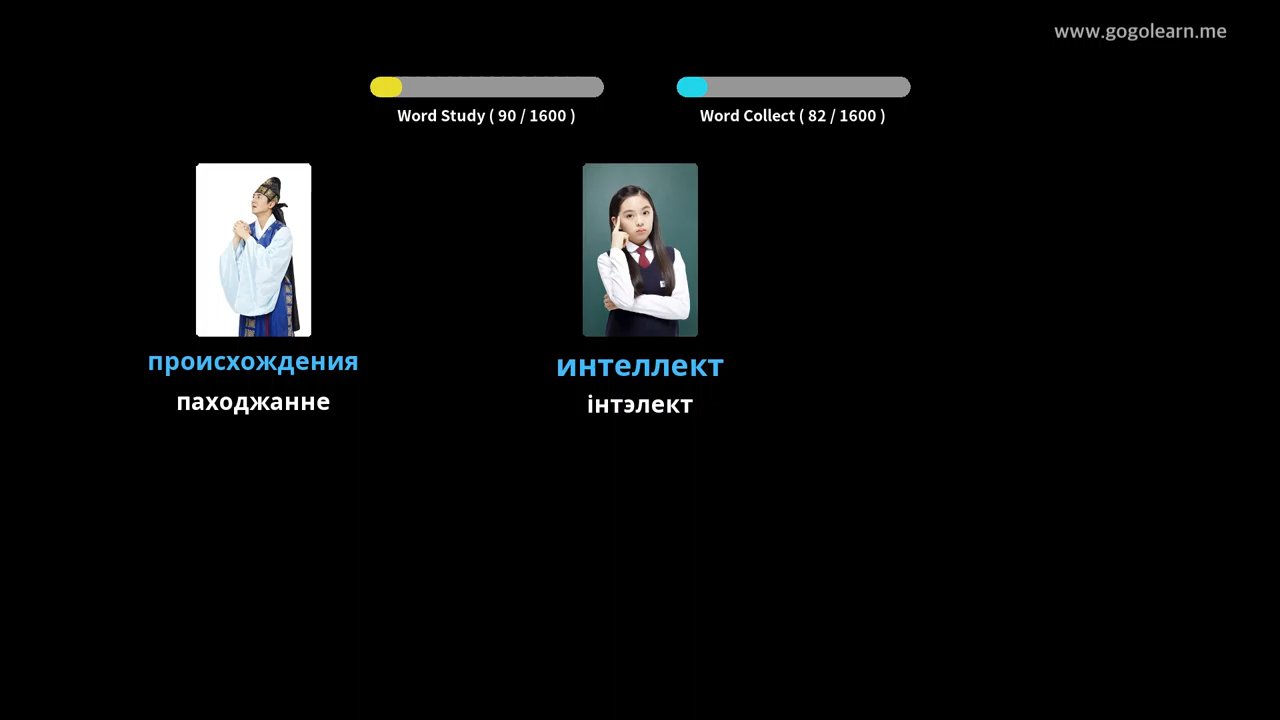 www.gogolearn.me
Word Study ( 90 / 1600 )
Word Collect ( 82 / 1600 )
происхождения
паходжанне
интеллект
інтэлект